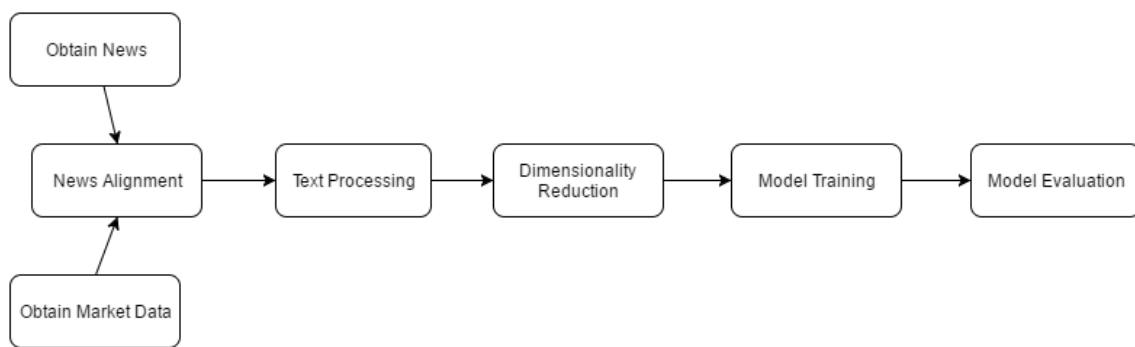 Obtain News
News Alignment
Text Processing
Dimensionality
Reduction
Model Training
Model Evaluation
Obtain Market Data